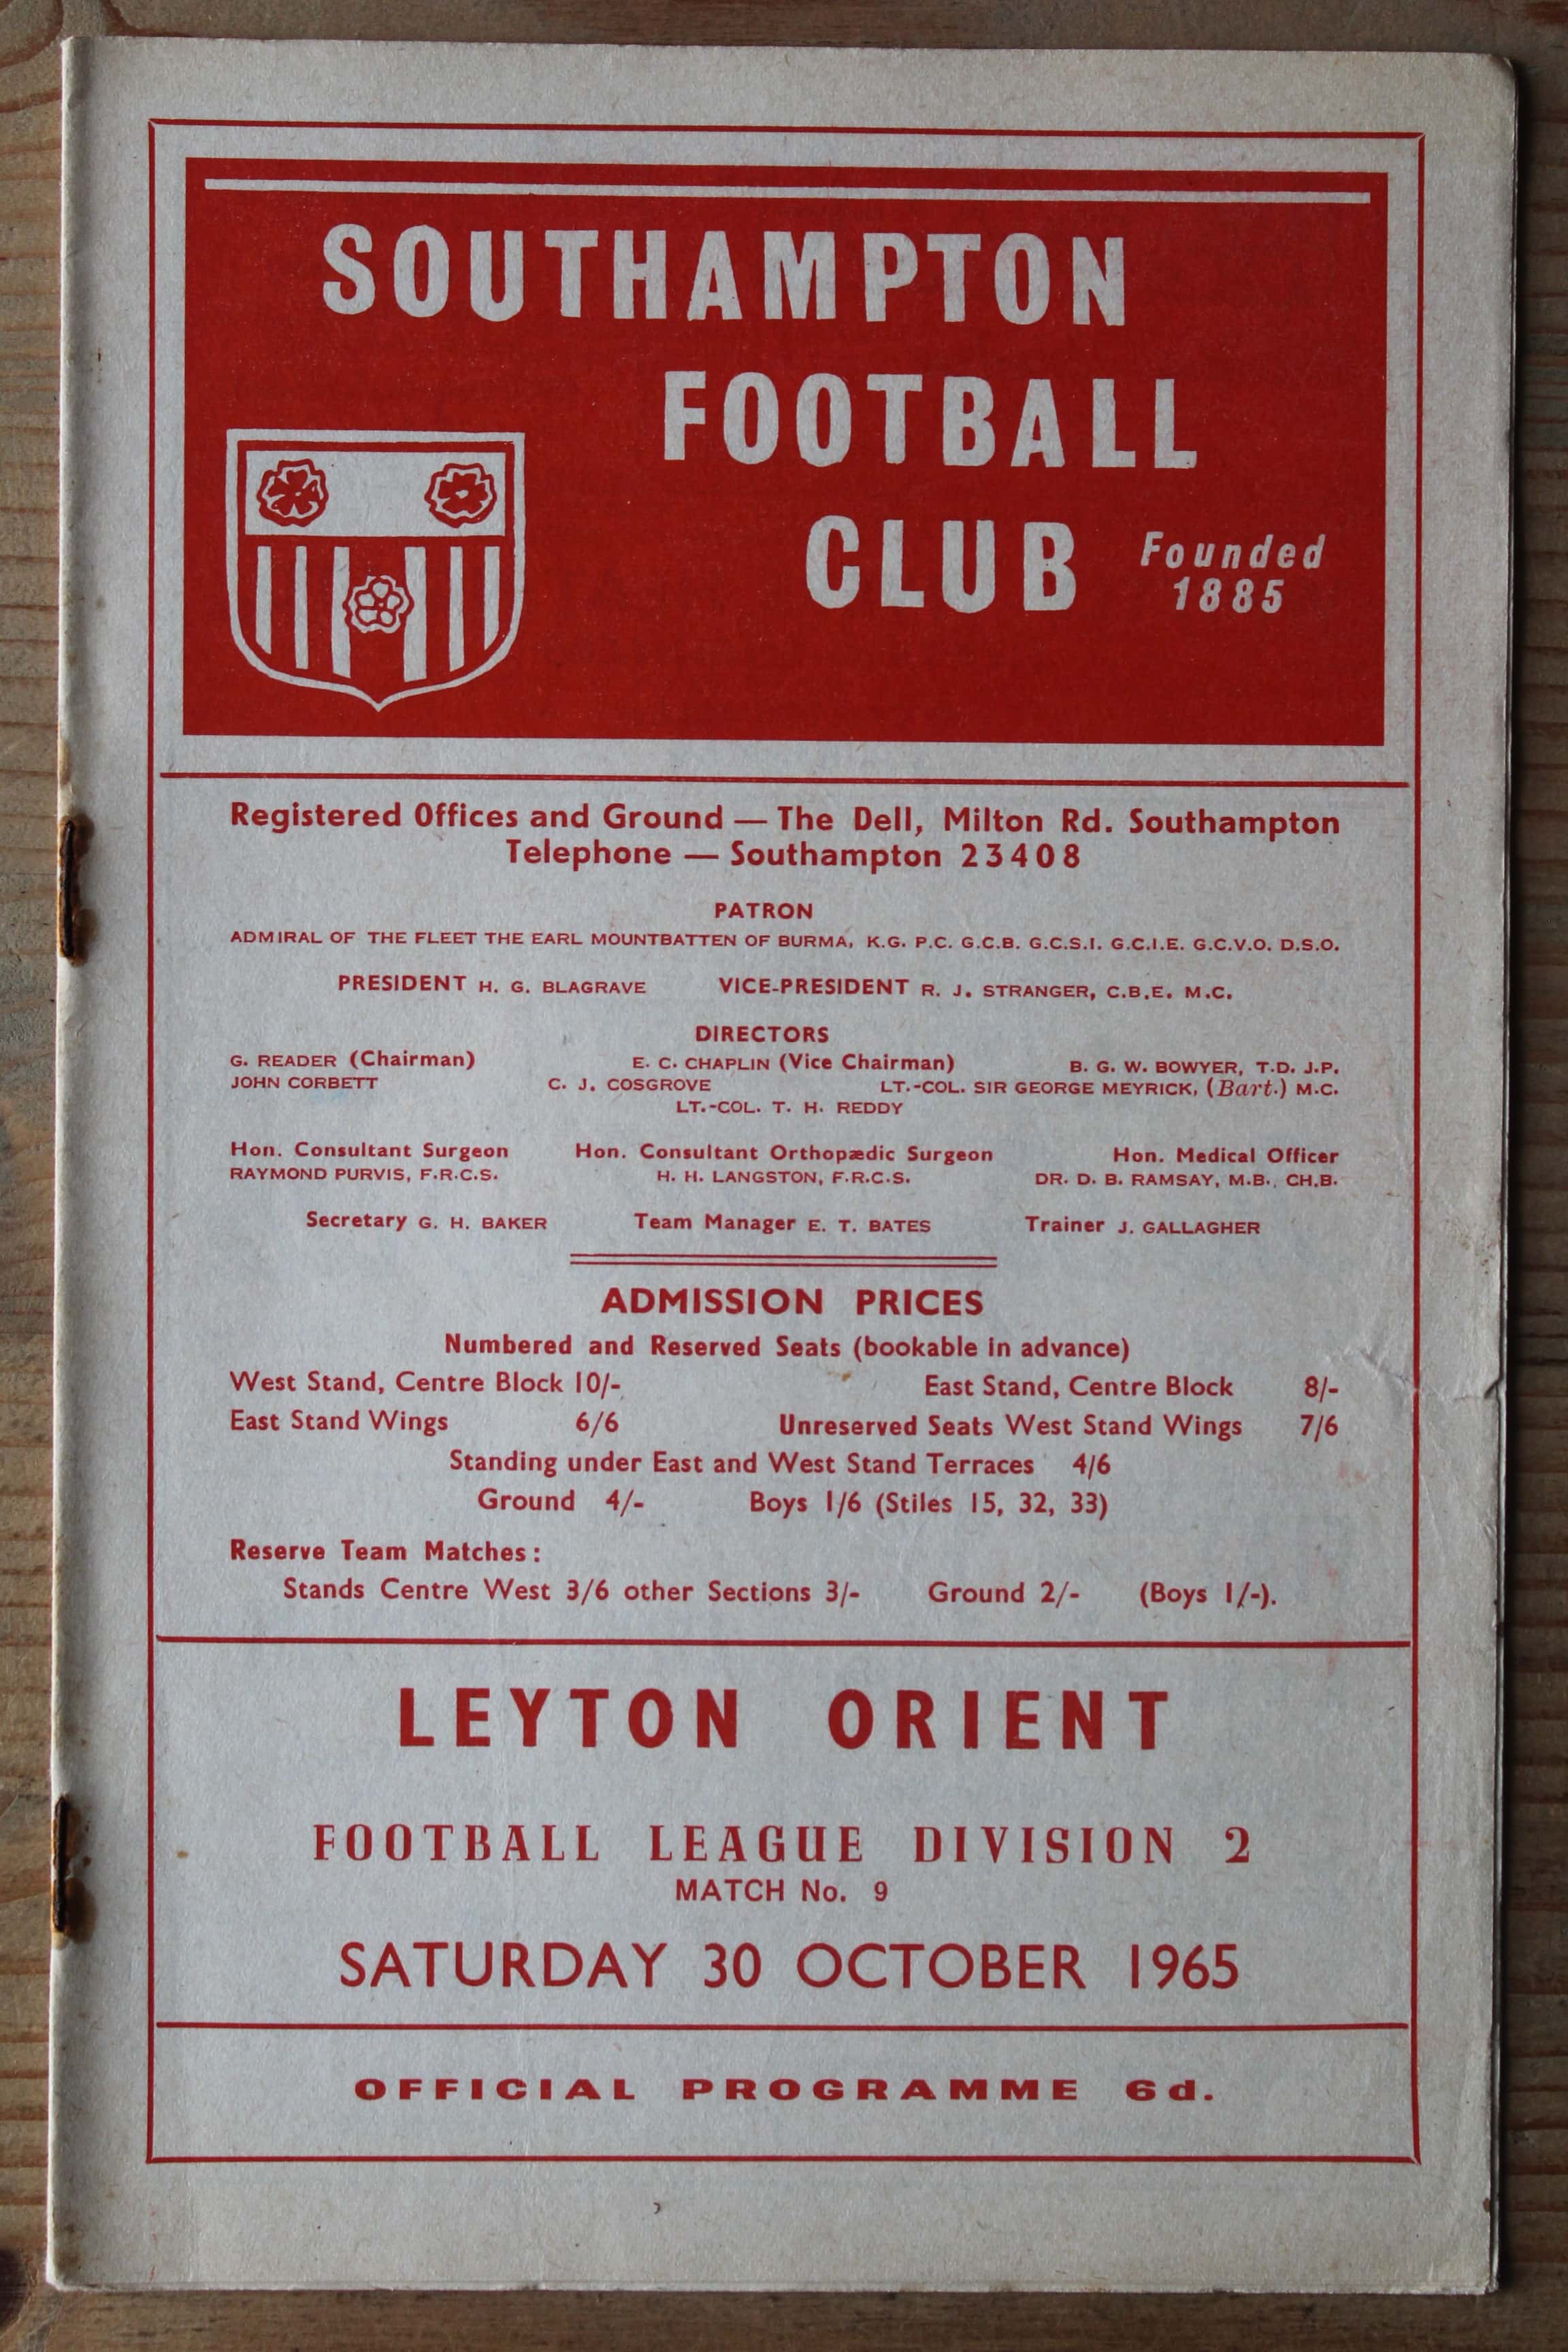 SOUTHAMPTON
FOOTBALL
CLUB Founded
1885
Registered Offices and Ground — The Dell, Milton Rd. Southampton
Telephone — Southampton 23408
PATRON
ADMIRAL OF THE FLEET THE EARL MOUNTBATTEN OF BURMA, K.G. P.C. G.C.B. G.C.S.I. G.C.I.E. G.C.V.O. D.S.O.
PRESIDENT H. G. BLAGRAVE VICE-PRESIDENT R. J. STRANGER, C.B.E. M.C.
DIRECTORS
G. READER (Chairman) E. C. CHAPLIN (Vice Chairman) B. G. W. BOWYER, T.D. J.P.
JOHN CORBETT C. J. COSGROVE LT.-COL. SIR GEORGE MEYRICK, (Bart.) M.C.
LT.-COL. T. H. REDDY
Hon. Consultant Surgeon Hon. Consultant Orthopædic Surgeon Hon. Medical Officer
RAYMOND PURVIS, F.R.C.S. H. H. LANGSTON, F.R.C.S. DR. D. B. RAMSAY, M.B., CH.B.
Secretary G. H. BAKER Team Manager E. T. BATES Trainer J. GALLAGHER
ADMISSION PRICES
Numbered and Reserved Seats (bookable in advance)
West Stand, Centre Block 10/- East Stand, Centre Block 8/-
East Stand Wings 6/6 Unreserved Seats West Stand Wings 7/6
Standing under East and West Stand Terraces 4/6
Ground 4/- Boys 1/6 (Stiles 15, 32, 33)
Reserve Team Matches:
Stands Centre West 3/6 other Sections 3/- Ground 2/- (Boys 1/-).
LEYTON ORIENT
FOOTBALL LEAGUE DIVISION 2
MATCH No. 9
SATURDAY 30 OCTOBER 1965
OFFICIAL PROGRAMME 6d.